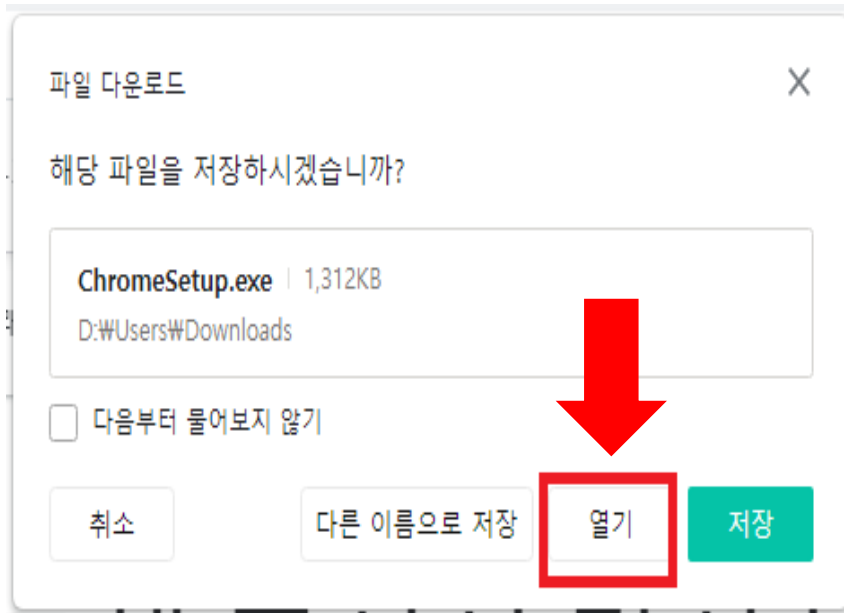 파일 다운로드
해당 파일을 저장하시겠습니까?
ChromeSetup.exe 1,312KB
D:₩Users₩Downloads
다음부터 물어보지 않기
취소 다른 이름으로 저장 열기 저장